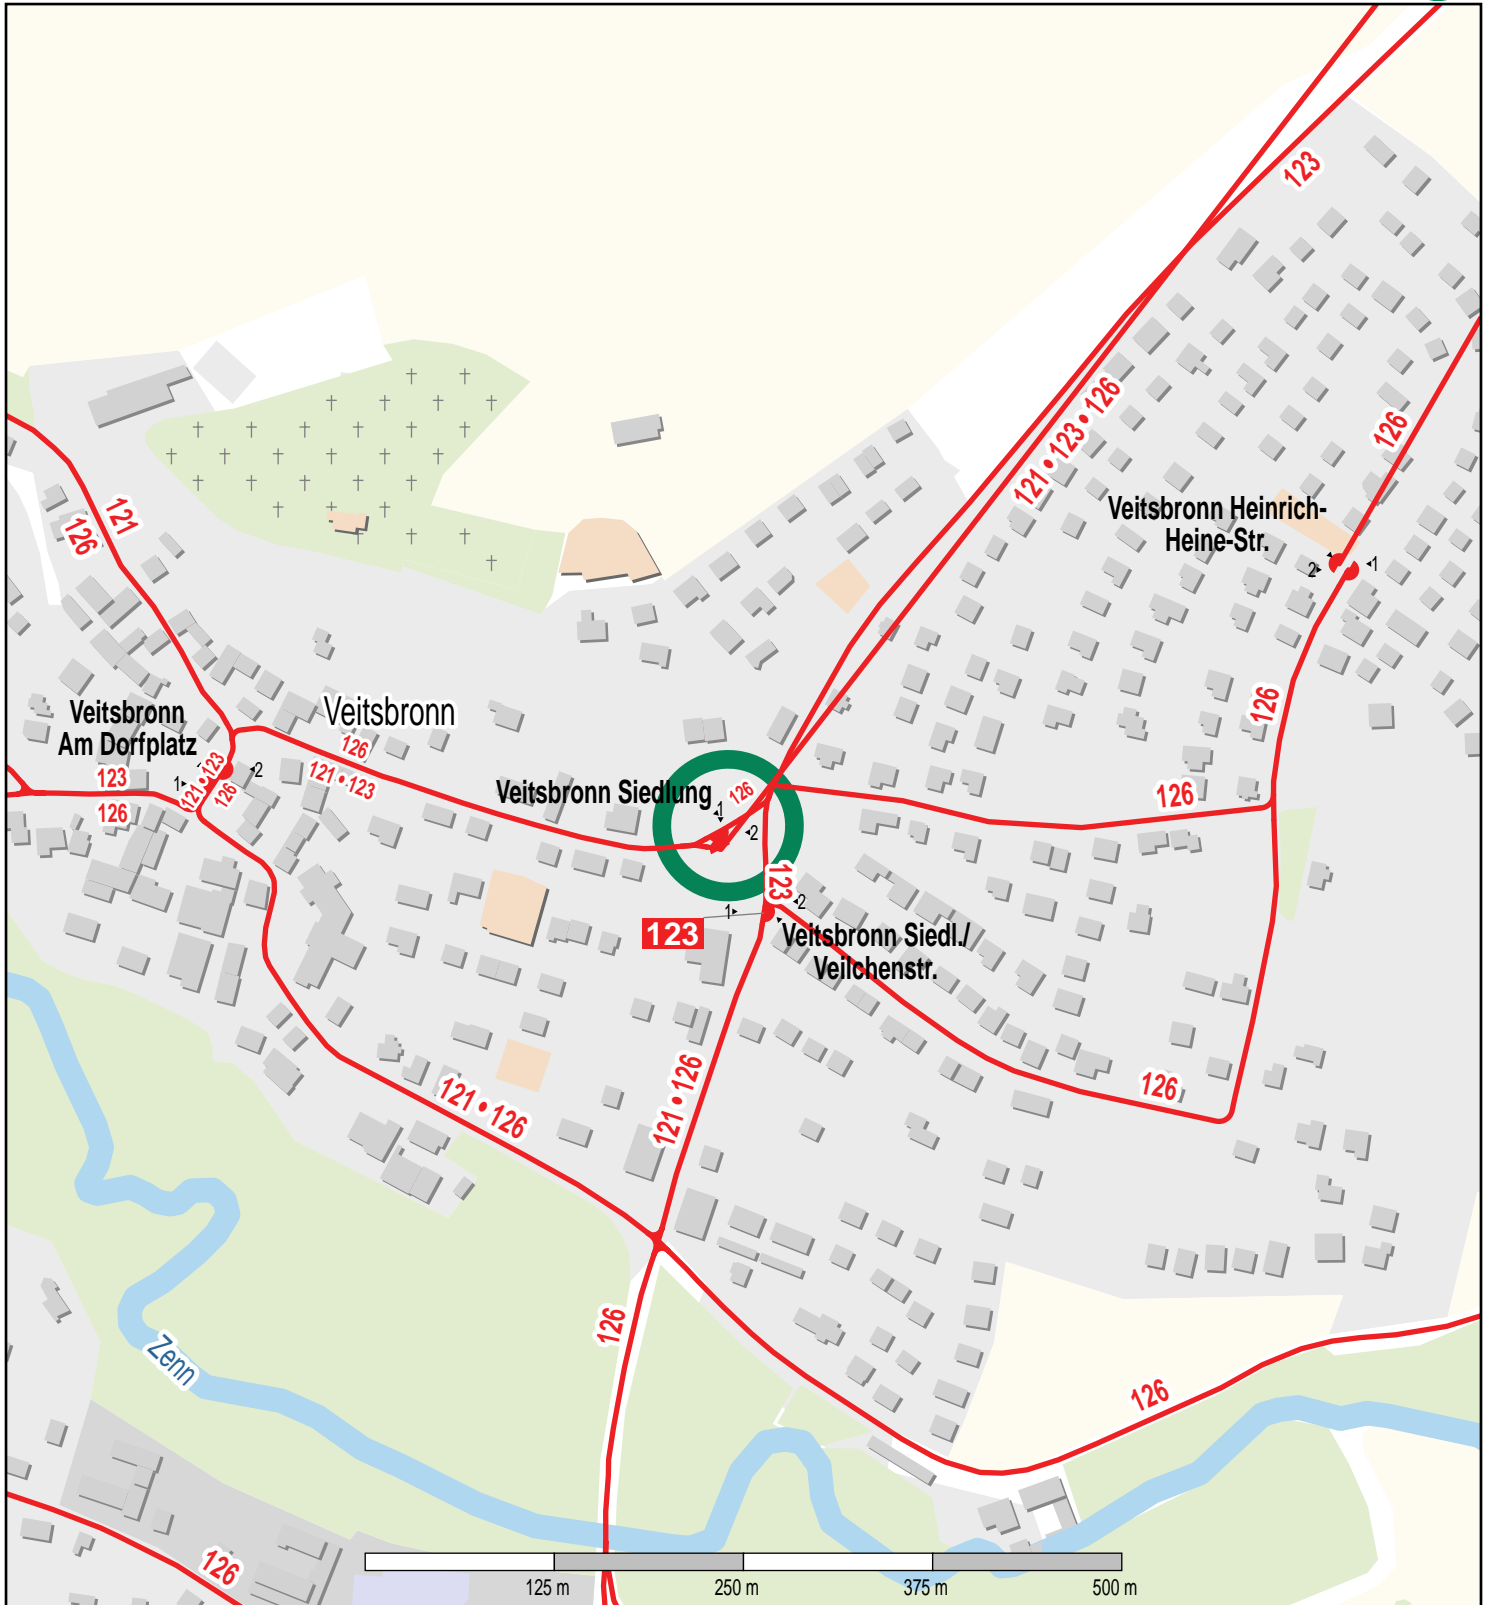 123
121 • 123 • 126
126
Veitsbronn Heinrich-
Heine-Str.
2
1
121
126
Veitsbronn
Am Dorfplatz
Veitsbronn
126
121 • 123
123
126
1
121 • 123
126
2
Veitsbronn Siedlung
126
1
2
126
126
123
1
2
123
Veitsbronn Siedl./
Veilchenstr.
121 • 126
121 • 126
126
126
Zenn
126
126
125 m
250 m
375 m
500 m